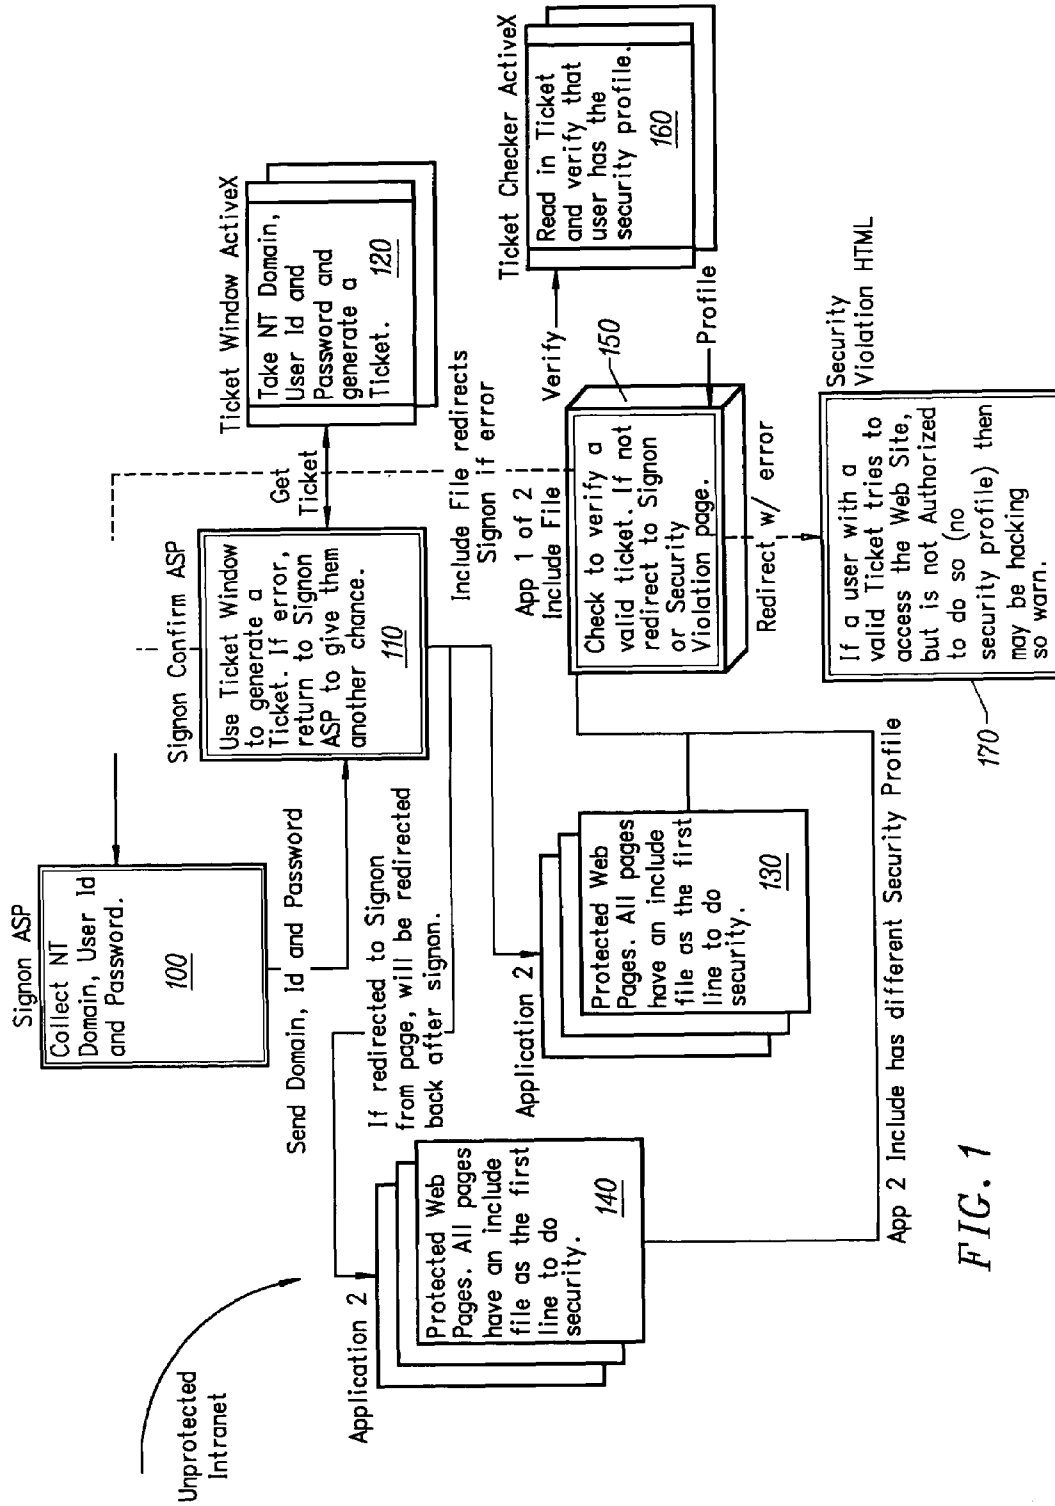 Unprotected
Intranet
Signon ASP
Collect NT
Domain, User Id
and Password.
100
Send Domain, Id and Password
Signon Confirm ASP
Use Ticket Window
to generate a
Ticket. If error,
return to Signon
ASP to give them
another chance.
110
Get
Ticket
Ticket Window ActiveX
Take NT Domain,
User Id and
Password and
generate a
Ticket.
120
If redirected to Signon
from page, will be redirected
back after signon.
Include File redirects
Signon if error
Application 2
Protected Web
Pages. All pages
have an include
file as the first
line to do
security.
140
Application 2
Protected Web
Pages. All pages
have an include
file as the first
line to do
security.
130
App 1 of 2
Include File
Check to verify a
valid ticket. If not
redirect to Signon
or Security
Violation page.
150
Verify
Profile
Ticket Checker ActiveX
Read in Ticket
and verify that
user has the
security profile.
160
Redirect w/ error
App 2 Include has different Security Profile
Security
Violation HTML
If a user with a
valid Ticket tries to
access the Web Site,
but is not Authorized
to do so (no
security profile) then
may be hacking
so warn.
170
FIG. 1